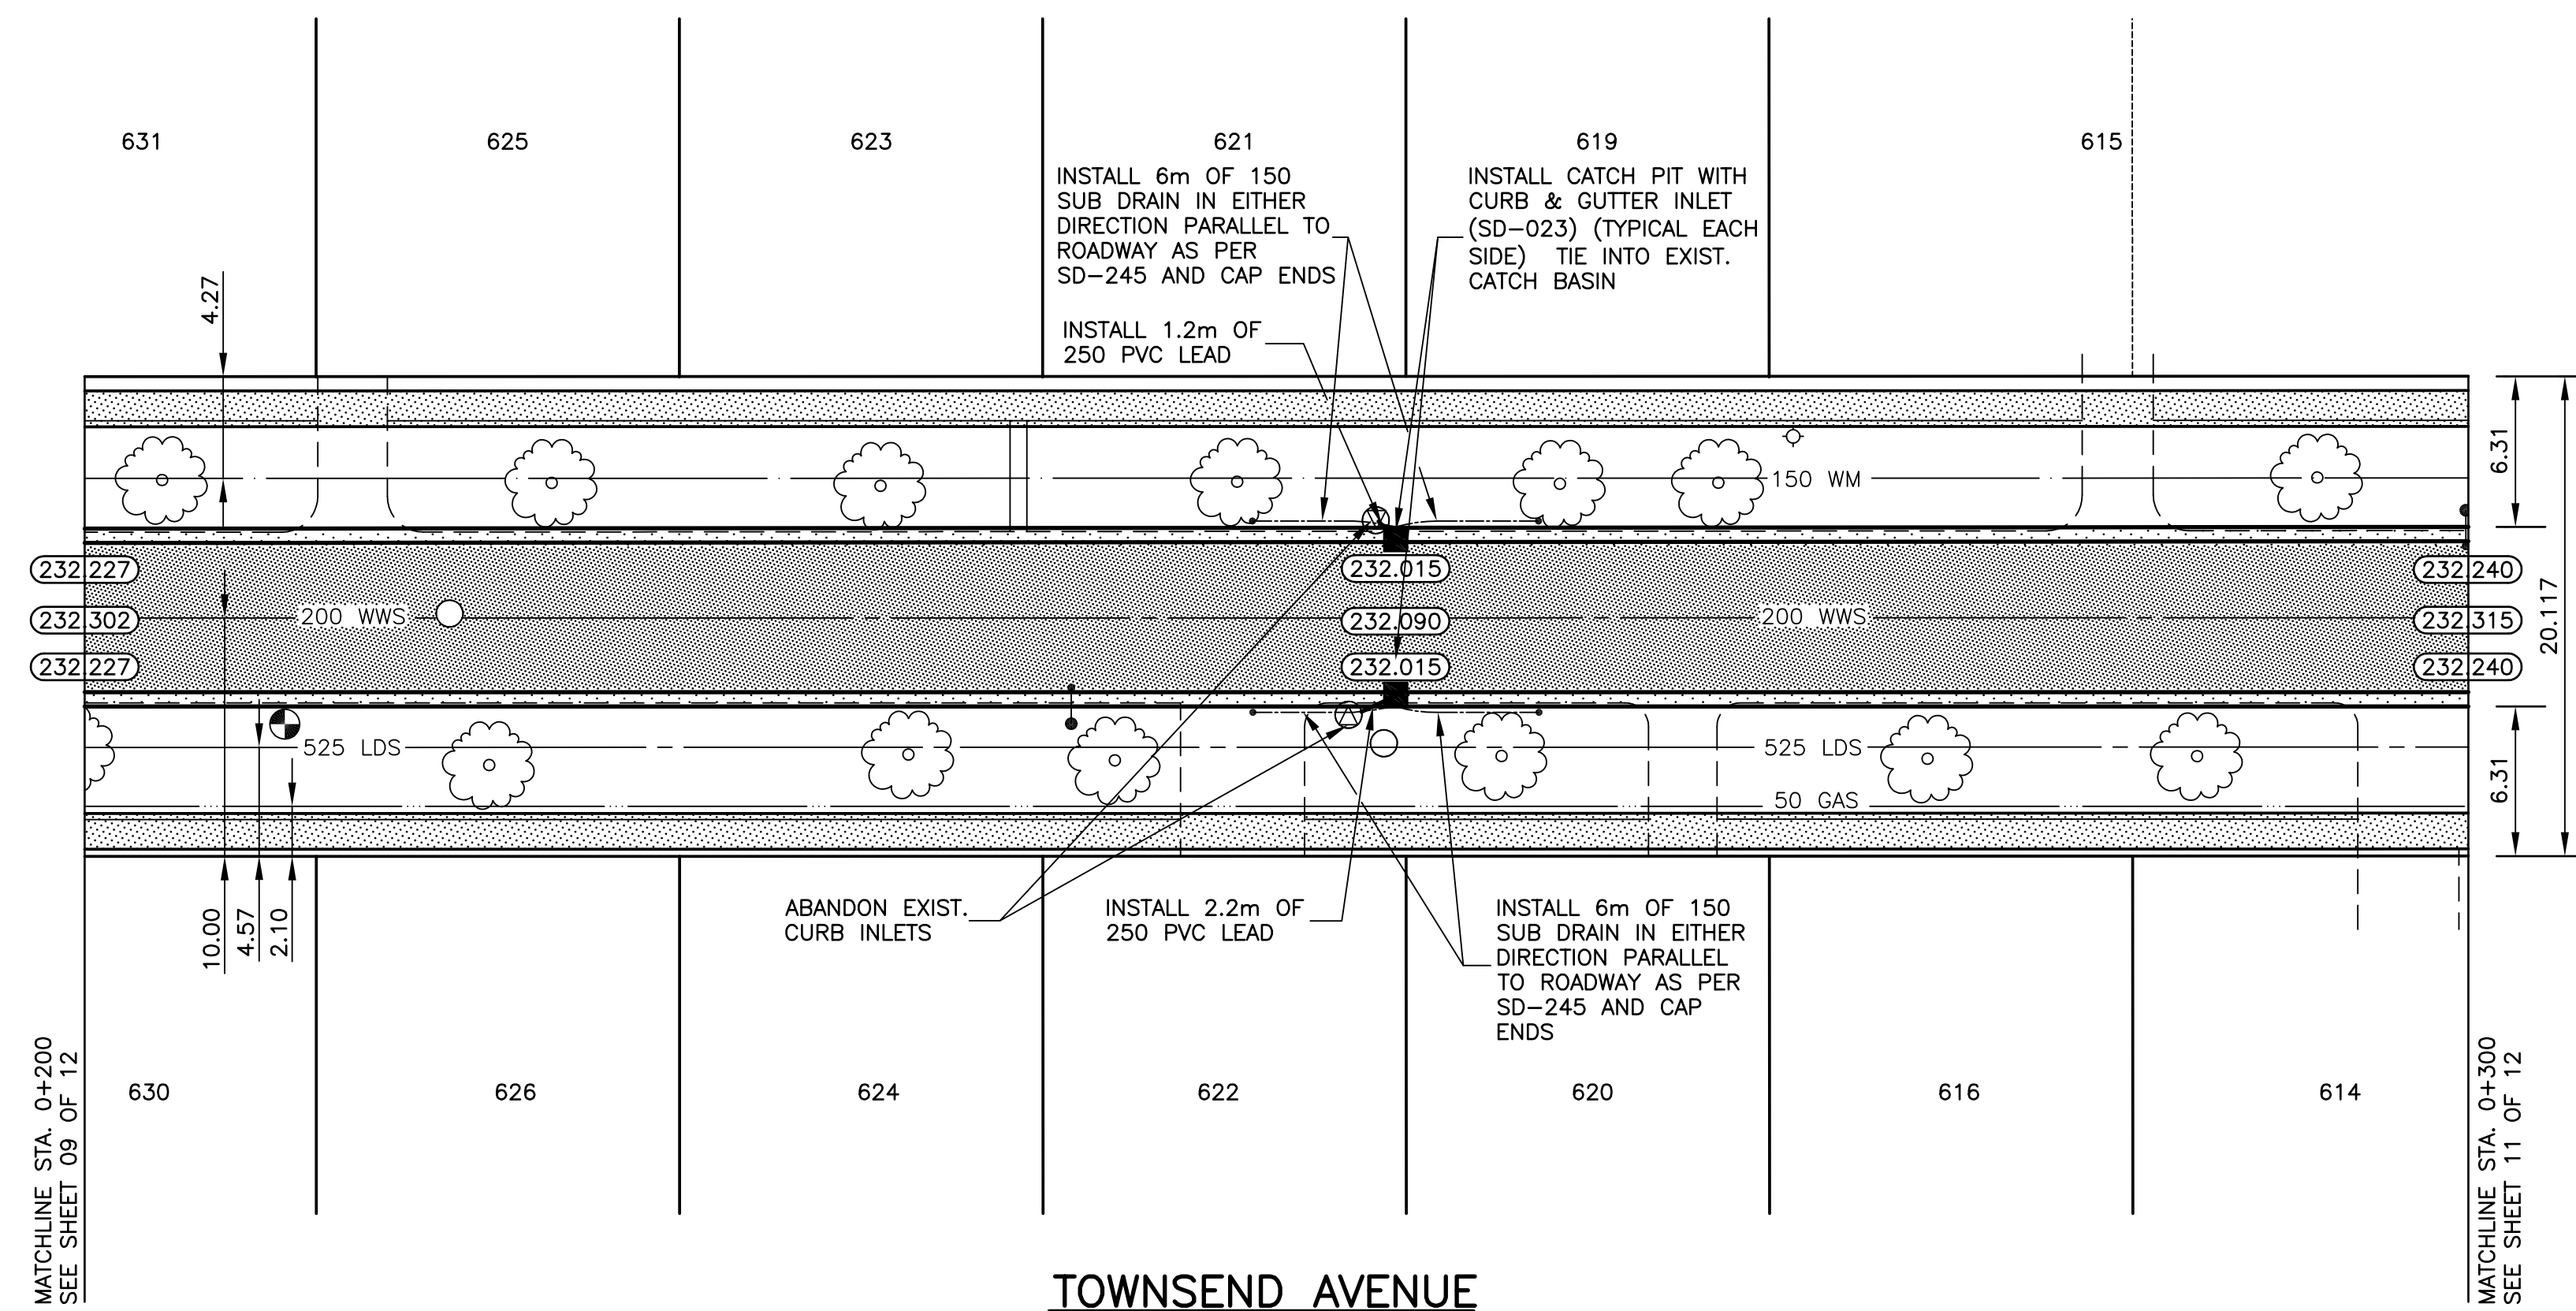 631
625
623
621
619
615
INSTALL 6m OF 150
SUB DRAIN IN EITHER
DIRECTION PARALLEL TO
ROADWAY AS PER
SD-245 AND CAP ENDS
INSTALL CATCH PIT WITH
CURB & GUTTER INLET
(SD-023) (TYPICAL EACH
SIDE) TIE INTO EXIST.
CATCH BASIN
INSTALL 1.2m OF
250 PVC LEAD
4.27
150 WM
6.31
20.117
232.227
232.015
232.240
232.302
200 WWS
232.090
200 WWS
232.315
232.227
232.015
232.240
525 LDS
525 LDS
50 GAS
6.31
10.00
4.57
2.10
ABANDON EXIST.
CURB INLETS
INSTALL 2.2m OF
250 PVC LEAD
INSTALL 6m OF 150
SUB DRAIN IN EITHER
DIRECTION PARALLEL
TO ROADWAY AS PER
SD-245 AND CAP
ENDS
630
626
624
622
620
616
614
MATCHLINE STA. 0+200
SEE SHEET 09 OF 12
MATCHLINE STA. 0+300
SEE SHEET 11 OF 12
TOWNSEND AVENUE